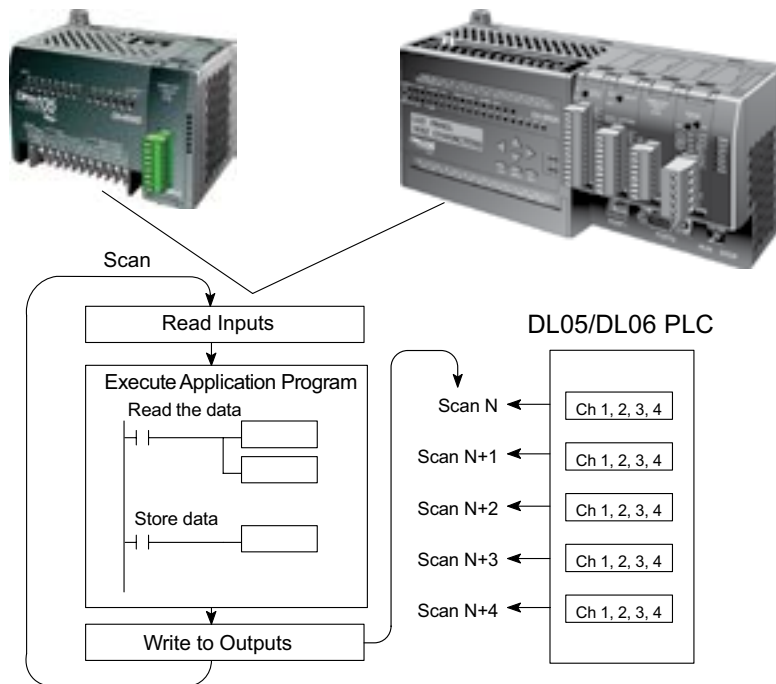 Scan
Read Inputs
Execute Application Program
Read the data
Store data
Write to Outputs
DL05/DL06 PLC
Scan N
Ch 1, 2, 3, 4
Scan N+1
Ch 1, 2, 3, 4
Scan N+2
Ch 1, 2, 3, 4
Scan N+3
Ch 1, 2, 3, 4
Scan N+4
Ch 1, 2, 3, 4